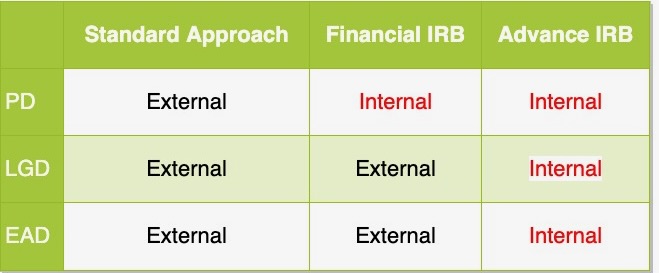 Standard Approach Financial IRB Advance IRB
PD External Internal Internal
LGD External External Internal
EAD External External Internal